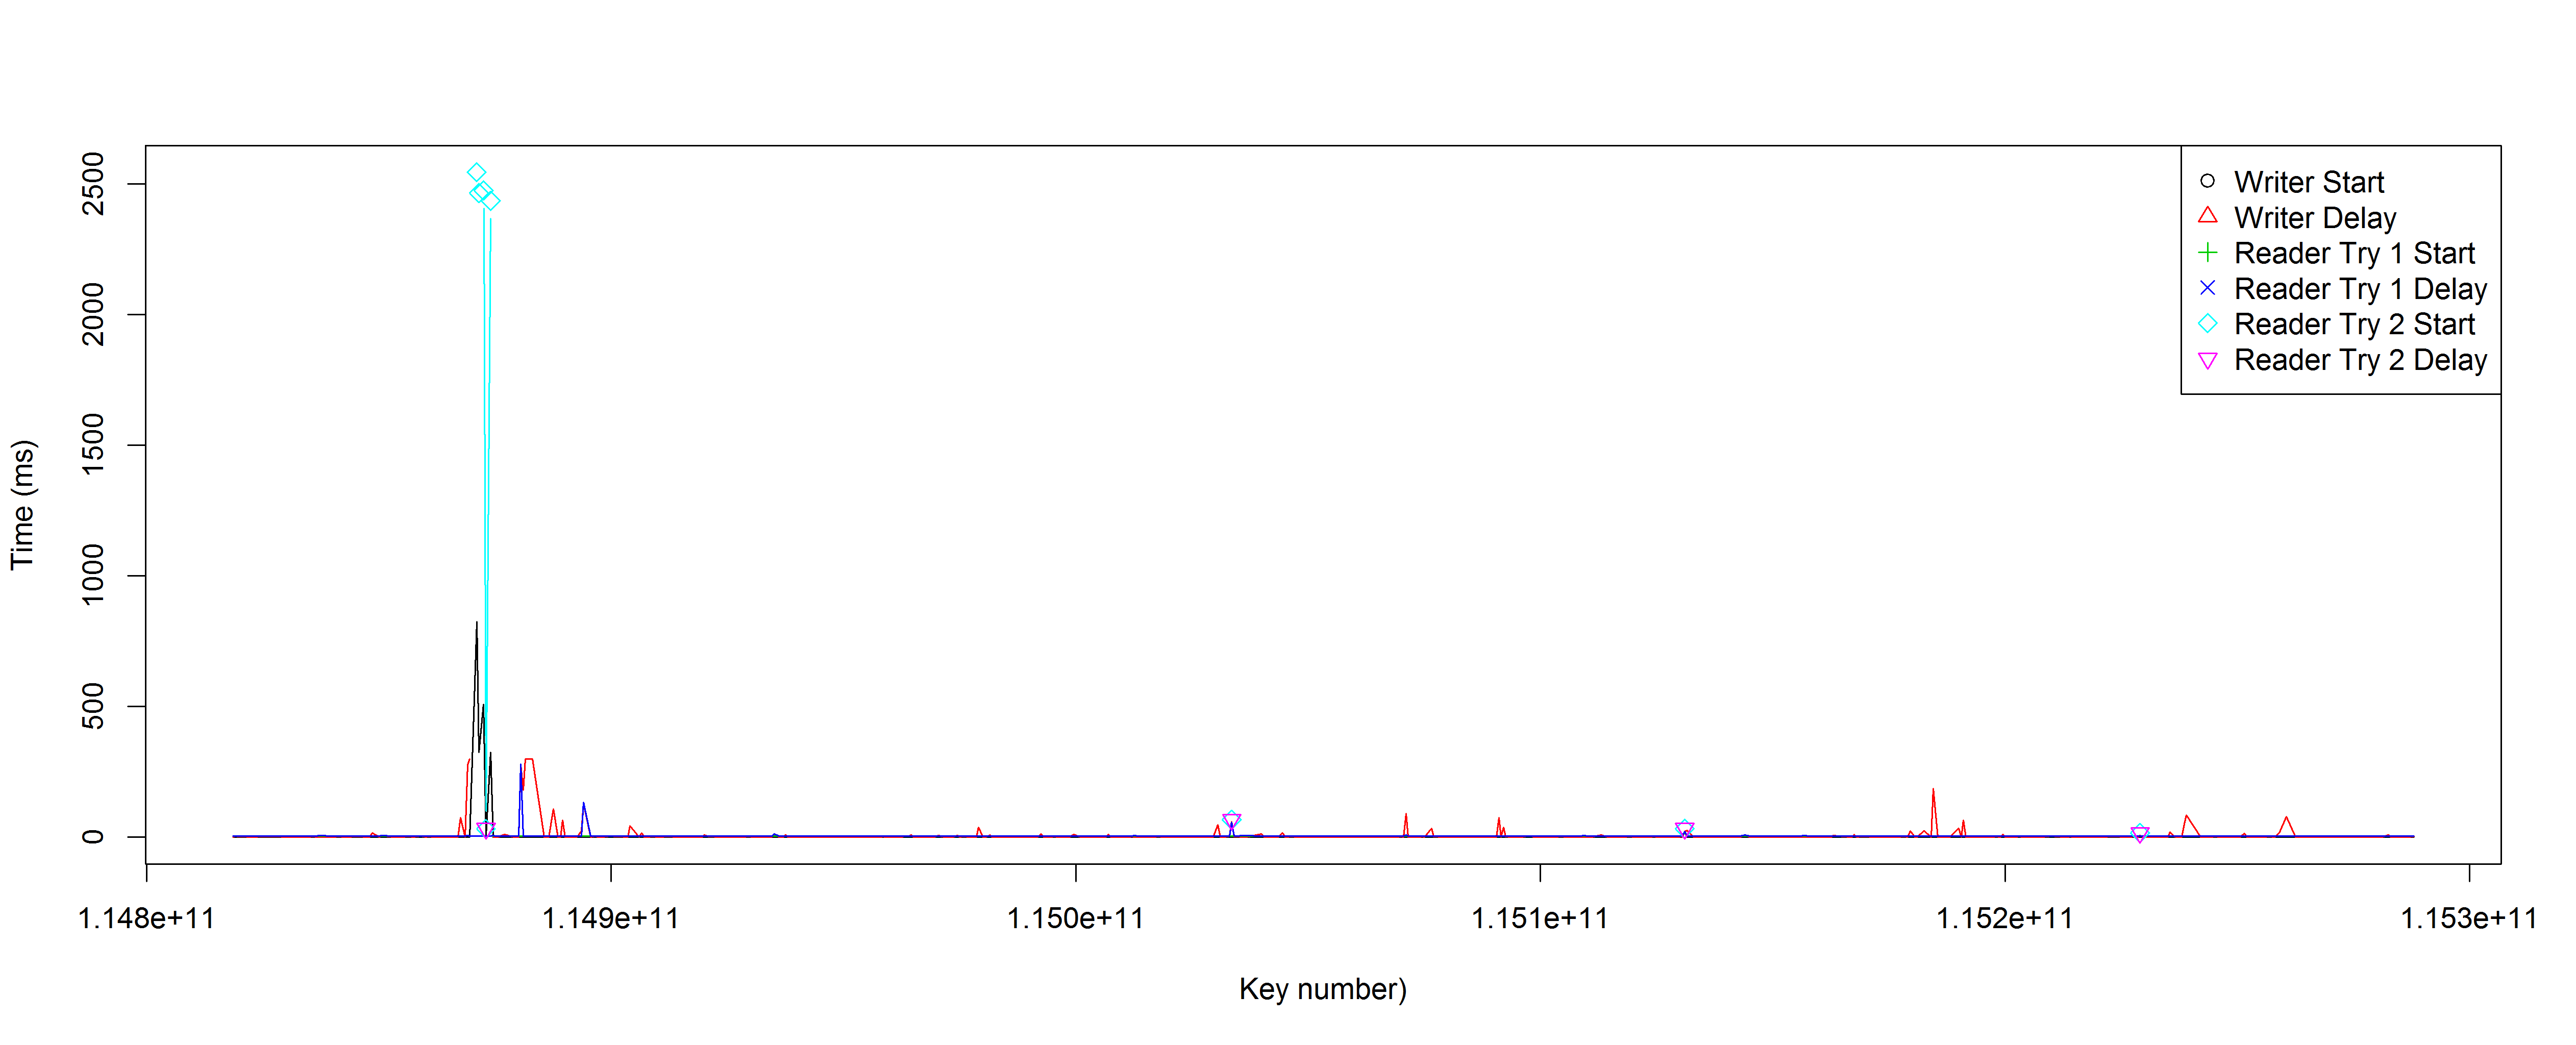 2500
2000
1500
1000
500
0
Time (ms)
Writer Start
Writer Delay
Reader Try 1 Start
Reader Try 1 Delay
Reader Try 2 Start
Reader Try 2 Delay
1.148e+11 1.149e+11 1.150e+11 1.151e+11 1.152e+11 1.153e+11
Key number)